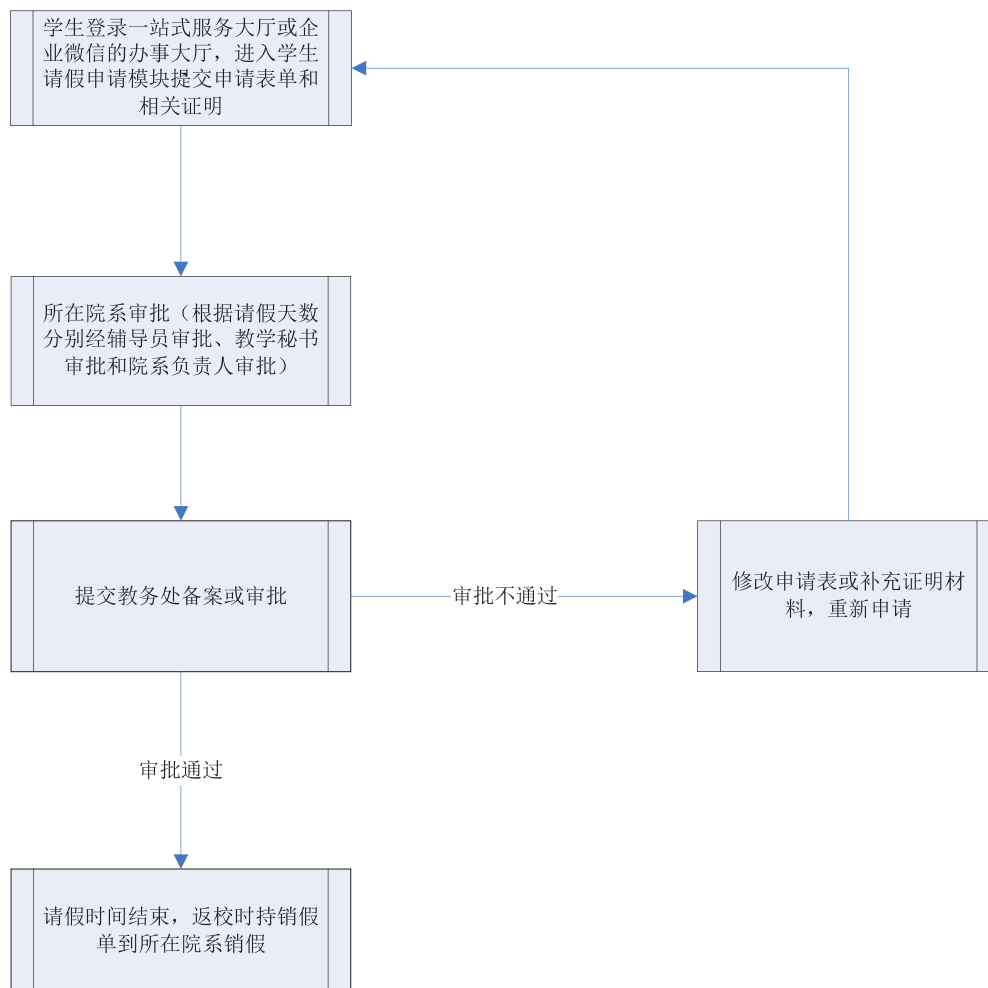 学生登录一站式服务大厅或企
业微信的办事大厅，进入学生
请假申请模块提交申请表单和
相关证明
所在院系审批（根据请假天数
分别经辅导员审批、教学秘书
审批和院系负责人审批）
提交教务处备案或审批
审批不通过
修改申请表或补充证明材
料，重新申请
审批通过
请假时间结束，返校时持销假
单到所在院系销假